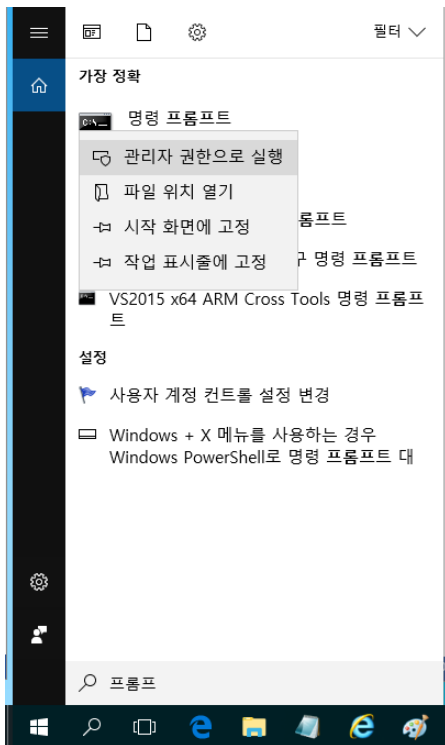 필터
가장 정확
명령 프롬프트
관리자 권한으로 실행
파일 위치 열기
시작 화면에 고정
롬프트
작업 표시줄에 고정
구 명령 프롬프트
VS2015 x64 ARM Cross Tools 명령 프롬프
트
설정
사용자 계정 컨트롤 설정 변경
Windows + X 메뉴를 사용하는 경우
Windows PowerShell로 명령 프롬프트 대
프롬프